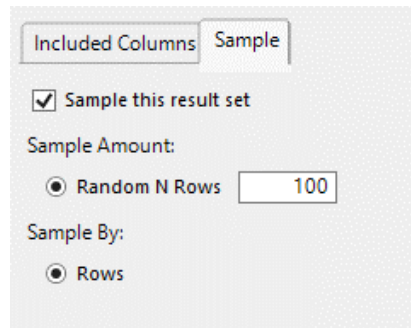 Included Columns Sample
Sample this result set
Sample Amount:
Random N Rows 100
Sample By:
Rows